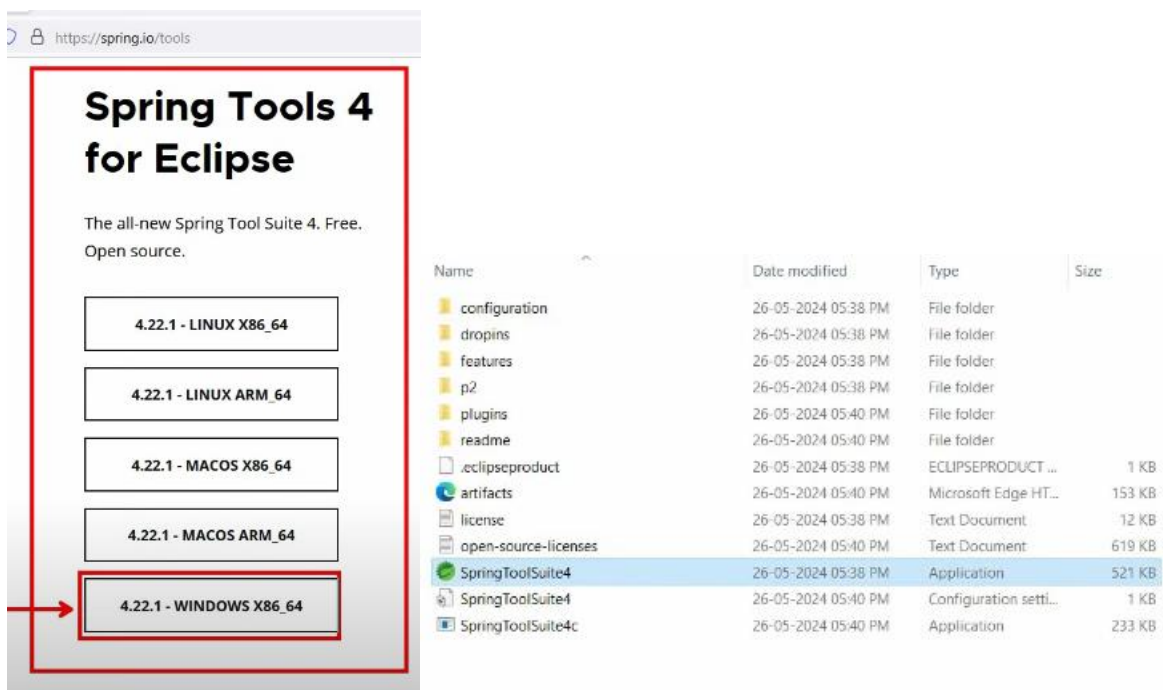 https://spring.io/tools
Spring Tools 4
for Eclipse
The all-new Spring Tool Suite 4. Free.
Open source.
4.22.1 - LINUX X86_64
4.22.1 - LINUX ARM_64
4.22.1 - MACOS X86_64
4.22.1 - MACOS ARM_64
4.22.1 - WINDOWS X86_64
Name Date modified Type Size
configuration 26-05-2024 05:38 PM File folder
dropins 26-05-2024 05:38 PM File folder
features 26-05-2024 05:38 PM File folder
p2 26-05-2024 05:38 PM File folder
plugins 26-05-2024 05:40 PM File folder
readme 26-05-2024 05:40 PM File folder
.eclipseproduct 26-05-2024 05:38 PM ECLIPSEPRODUCT ... 1 KB
artifacts 26-05-2024 05:40 PM Microsoft Edge HT... 153 KB
license 26-05-2024 05:38 PM Text Document 12 KB
open-source-licenses 26-05-2024 05:40 PM Text Document 619 KB
SpringToolSuite4 26-05-2024 05:38 PM Application 521 KB
SpringToolSuite4 26-05-2024 05:40 PM Configuration setti... 1 KB
SpringToolSuite4c 26-05-2024 05:40 PM Application 233 KB